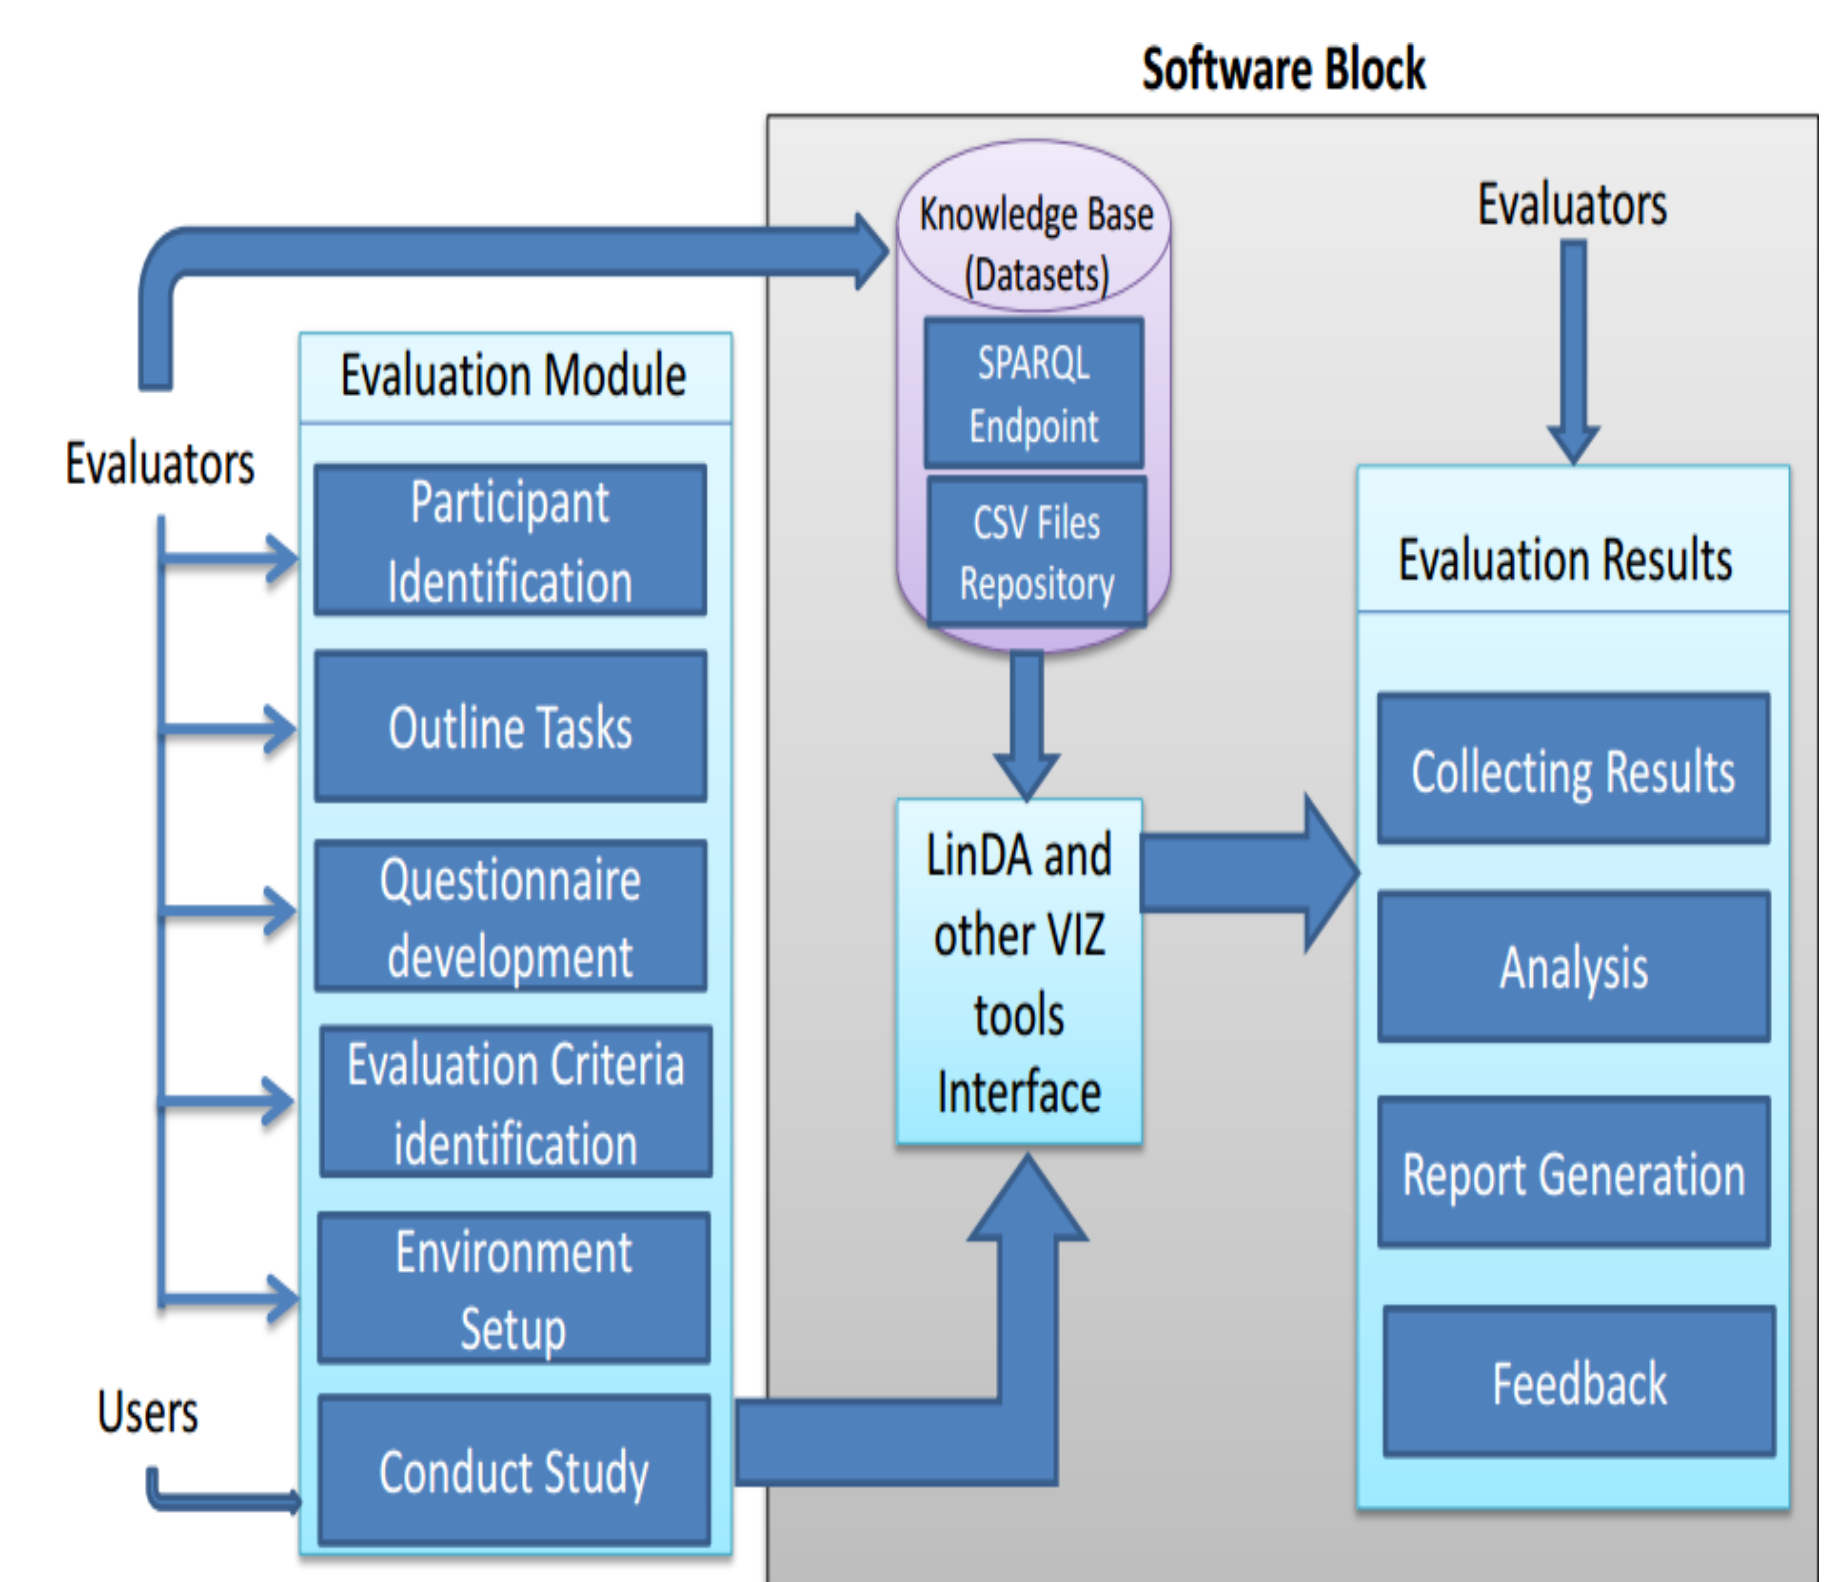 Software Block
Knowledge Base
(Datasets)
SPARQL
Endpoint
CSV Files
Repository
Evaluators
Evaluation Module
Evaluators
Participant
Identification
Outline Tasks
Questionnaire
development
Evaluation Criteria
identification
Environment
Setup
Users
Conduct Study
LinDA and
other VIZ
tools
Interface
Evaluation Results
Collecting Results
Analysis
Report Generation
Feedback